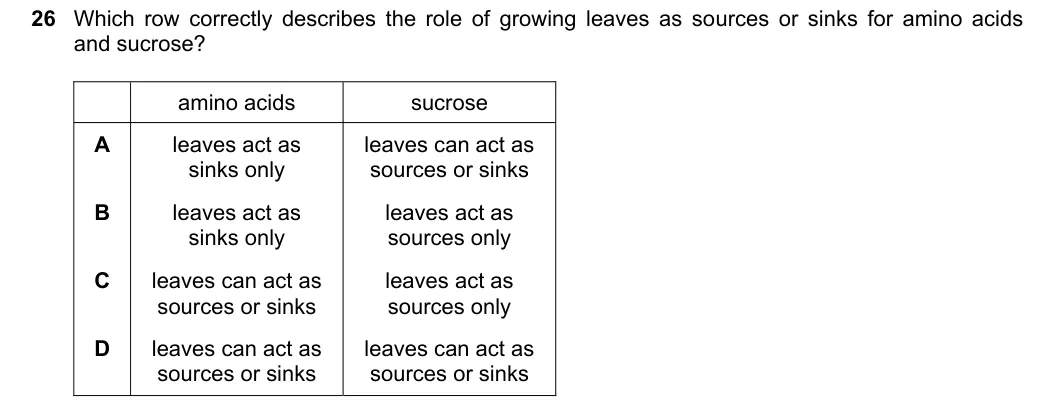 26 Which row correctly describes the role of growing leaves as sources or sinks for amino acids
and sucrose?
amino acids sucrose
A leaves act as sinks only leaves can act as sources or sinks
B leaves act as sinks only leaves act as sources only
C leaves can act as sources or sinks leaves act as sources only
D leaves can act as sources or sinks leaves can act as sources or sinks